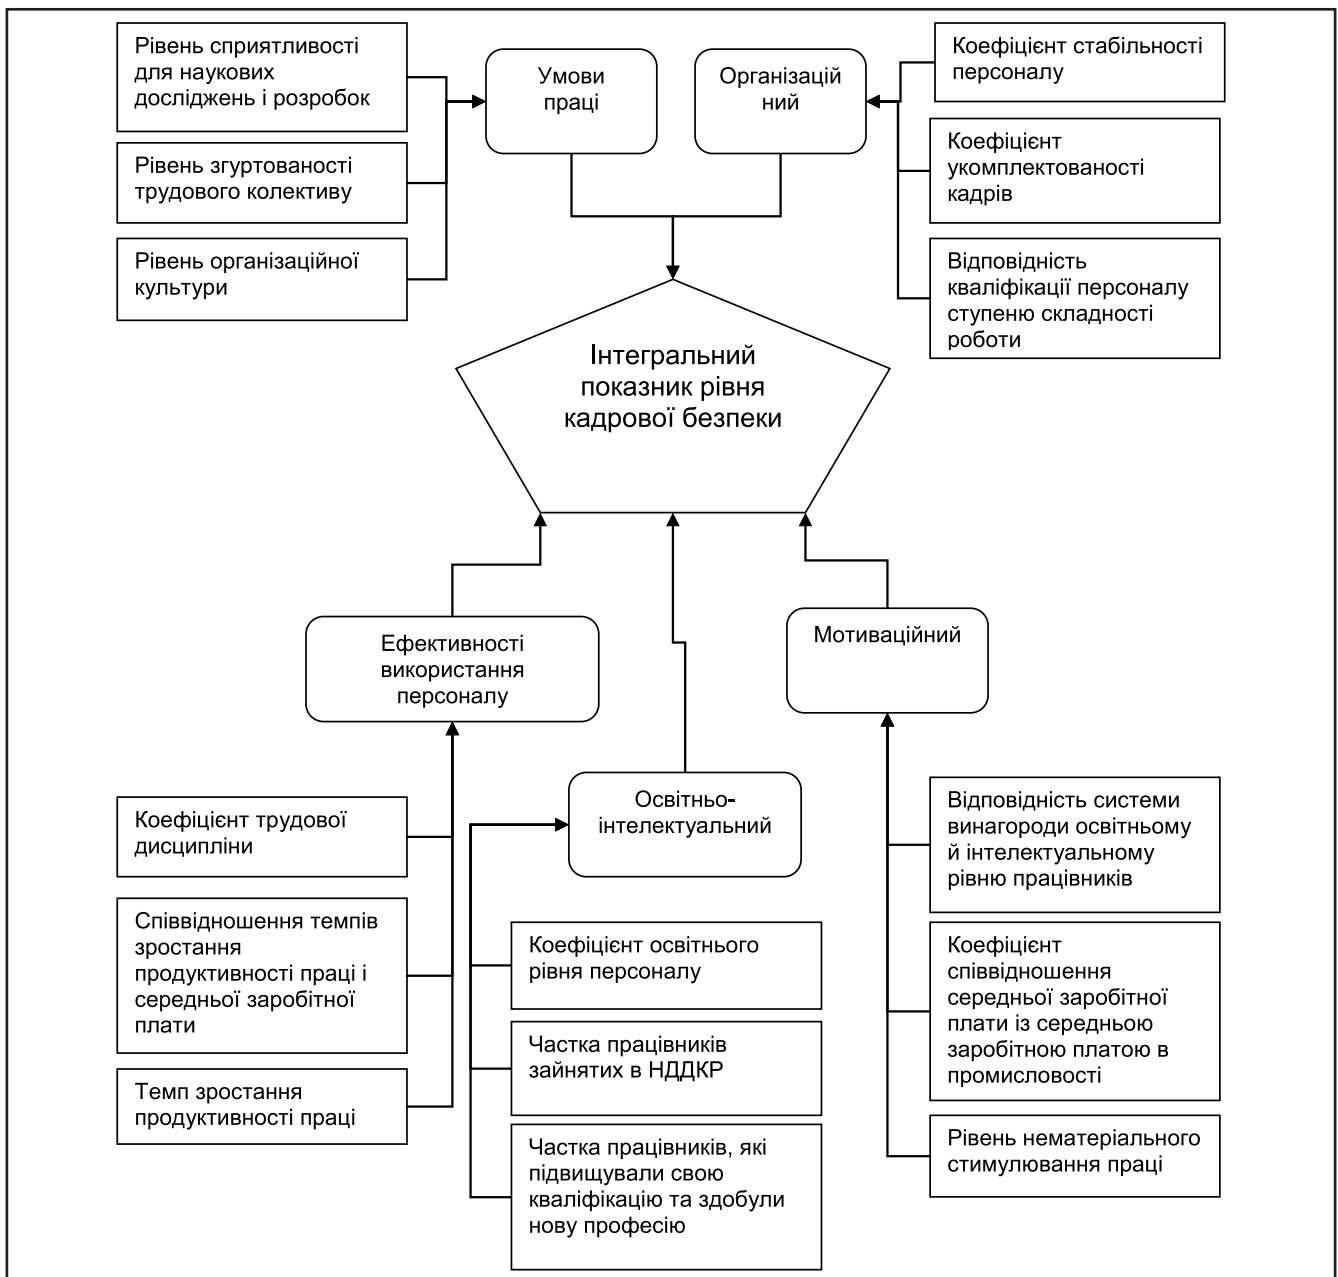 Рівень сприятливості
для наукових
досліджень і розробок
Рівень згуртованості
трудового колективу
Рівень організаційної
культури
Умови
праці
Організацій
ний
Коефіцієнт стабільності
персоналу
Коефіцієнт
укомплектованості
кадрів
Відповідність
кваліфікації персоналу
ступеню складності
роботи
Інтегральний
показник рівня
кадрової безпеки
Ефективності
використання
персоналу
Мотиваційний
Освітньо-
інтелектуальний
Коефіцієнт трудової
дисципліни
Співвідношення темпів
зростання
продуктивності праці і
середньої заробітної
плати
Темп зростання
продуктивності праці
Коефіцієнт освітнього
рівня персоналу
Частка працівників
зайнятих в НДДКР
Частка працівників, які
підвищували свою
кваліфікацію та здобули
нову професію
Відповідність системи
винагороди освітньому
й інтелектуальному
рівню працівників
Коефіцієнт
співвідношення
середньої заробітної
плати із середньою
заробітною платою в
промисловості
Рівень нематеріального
стимулювання праці